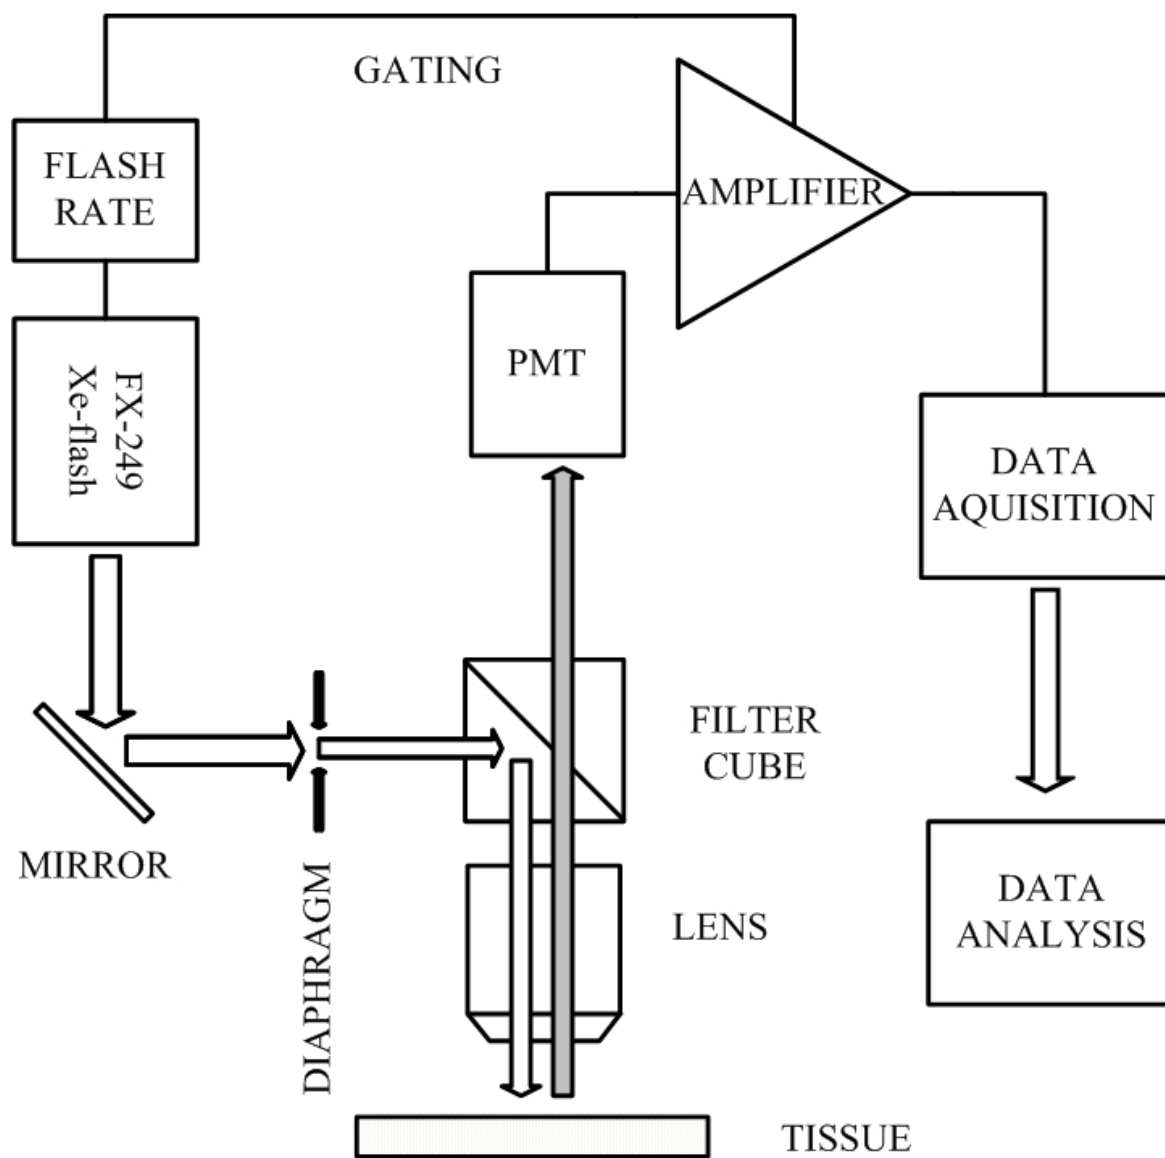 GATING
FLASH
RATE
AMPLIFIER
FX-249
Xe-flash
PMT
DATA
AQUISITION
FILTER
CUBE
MIRROR
DIAPHRAGM
LENS
DATA
ANALYSIS
TISSUE